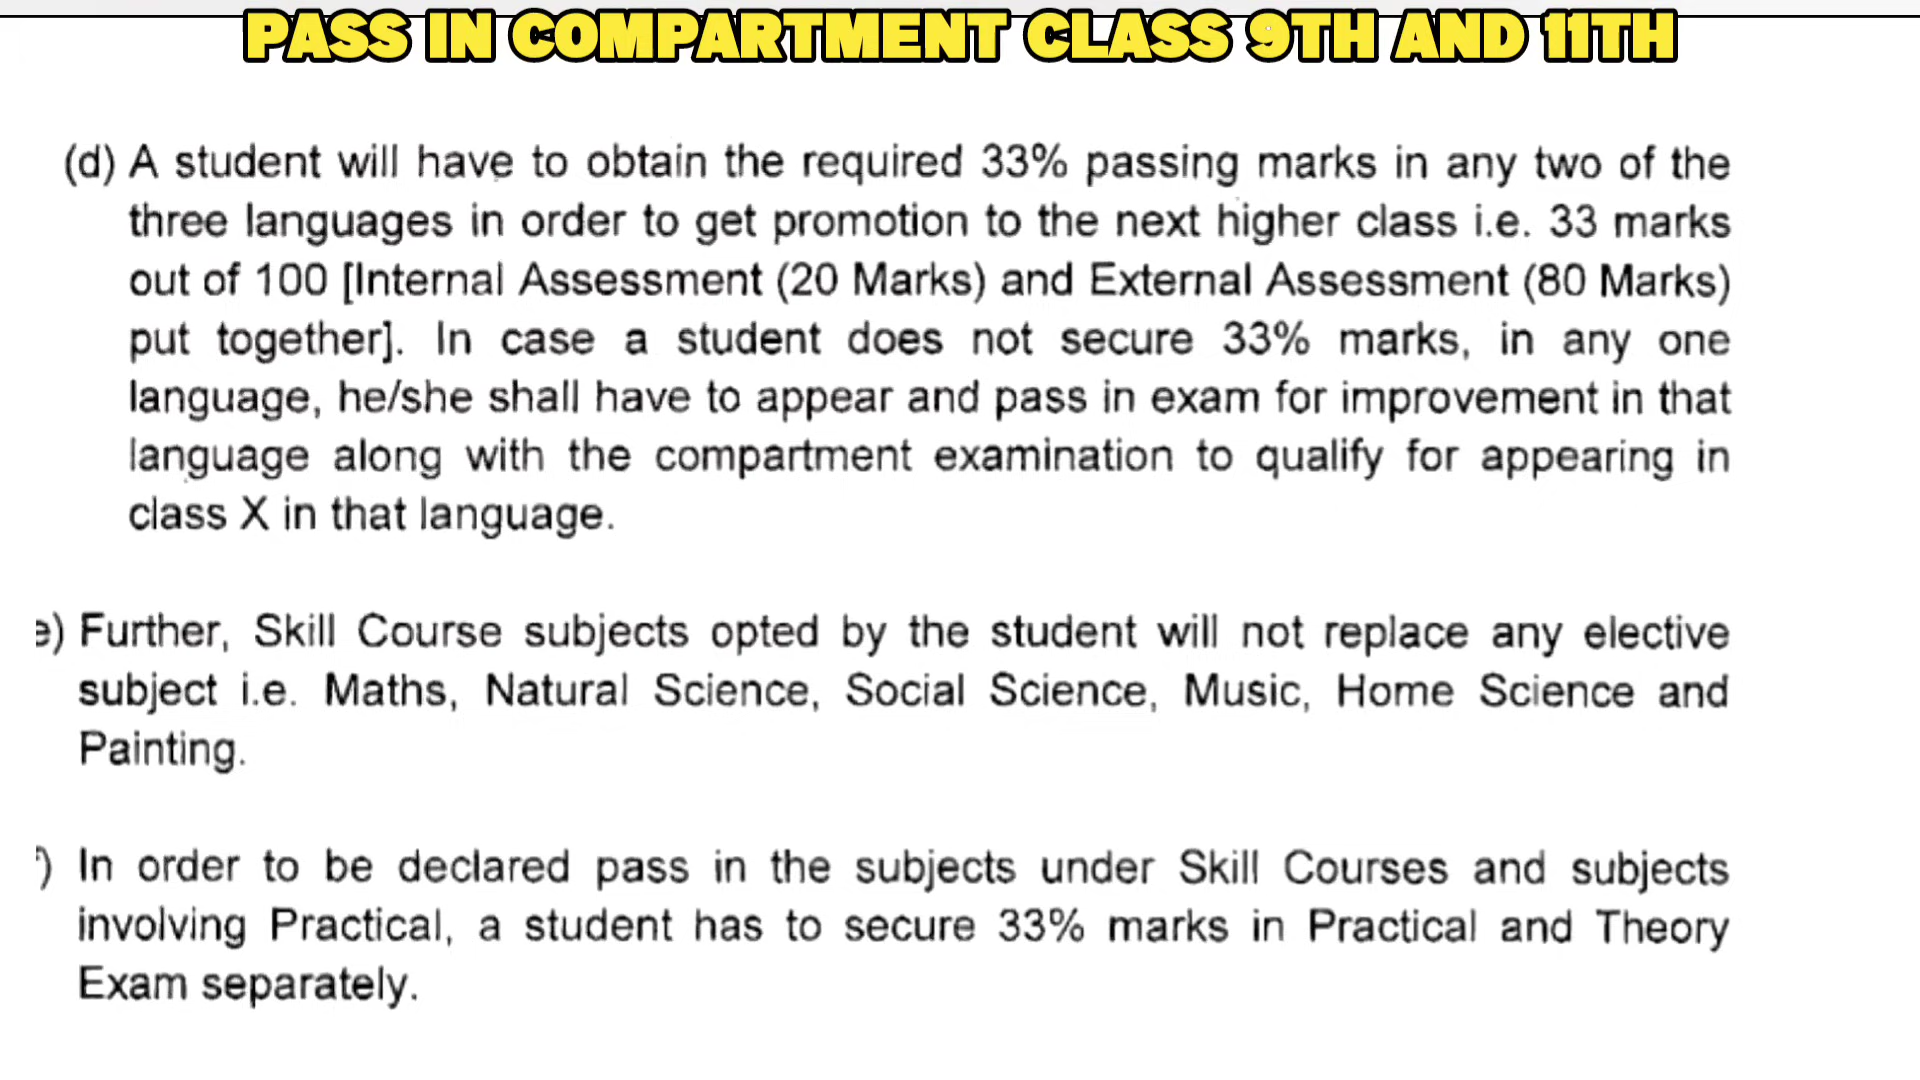 PASS IN COMPARTMENT CLASS 9TH AND 11TH
(d) A student will have to obtain the required 33% passing marks in any two of the
three languages in order to get promotion to the next higher class i.e. 33 marks
out of 100 [Internal Assessment (20 Marks) and External Assessment (80 Marks)
put together]. In case a student does not secure 33% marks, in any one
language, he/she shall have to appear and pass in exam for improvement in that
language along with the compartment examination to qualify for appearing in
class X in that language.
e) Further, Skill Course subjects opted by the student will not replace any elective
subject i.e. Maths, Natural Science, Social Science, Music, Home Science and
Painting.
) In order to be declared pass in the subjects under Skill Courses and subjects
involving Practical, a student has to secure 33% marks in Practical and Theory
Exam separately.